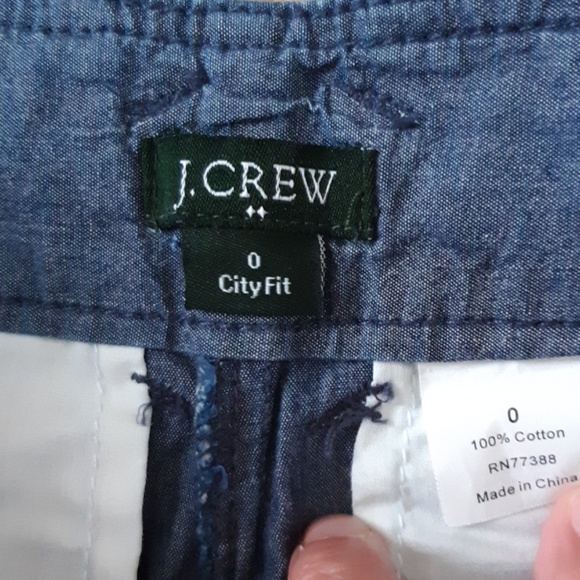 J.CREW
0
City Fit
0
100% Cotton
RN77388
Made in China